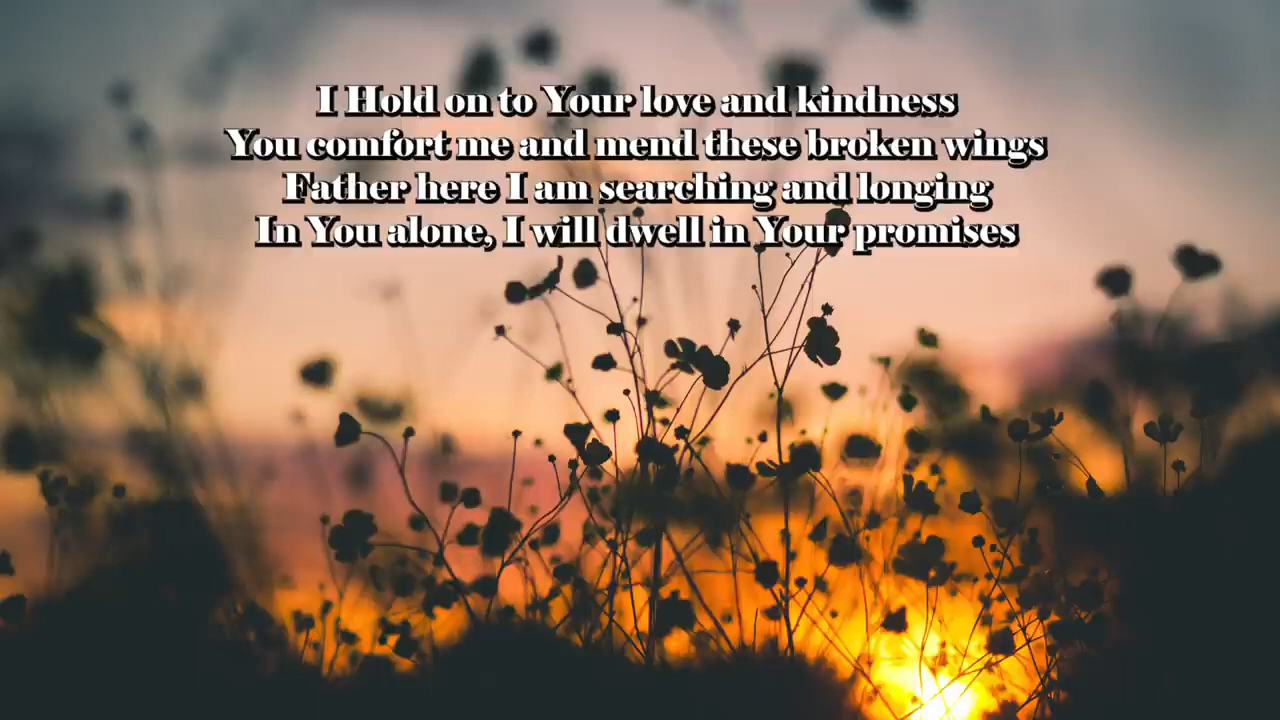 I Hold on to Your love and kindness
You comfort me and mend these broken wings
Father here I am searching and longing
In You alone, I will dwell in Your promises